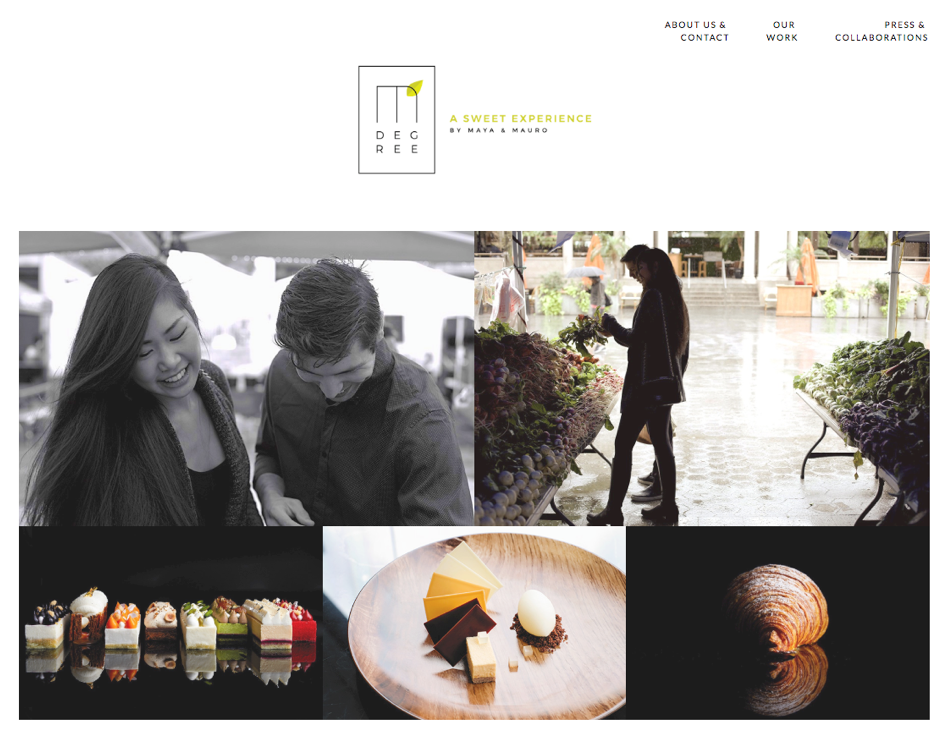 ABOUT US &
CONTACT
OUR
WORK
PRESS &
COLLABORATIONS
DEG
REE
A SWEET EXPERIENCE
BY MAYA & MAURO